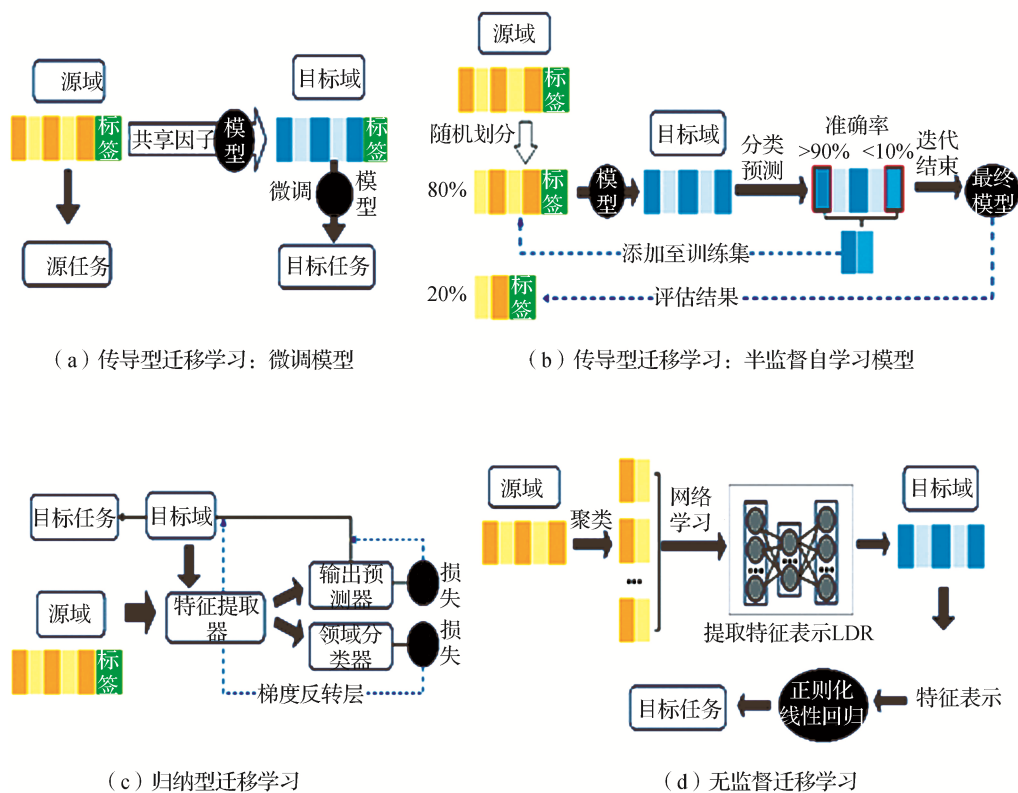 源域
标
签
共享因子
模
型
目标域
标
签
微调
模
型
源任务
目标任务
(a)传导型迁移学习:微调模型
源域
标
签
随机划分
80%
标
签
模
型
目标域
分类
预测
准确率
>90% <10%
迭代
结束
最终
模型
添加至训练集
20%
标
签
评估结果
(b)传导型迁移学习:半监督自学习模型
目标任务
目标域
源域
标
签
特征提取
器
输出预
测器
损
失
领域分
类器
损
失
梯度反转层
(c)归纳型迁移学习
源域
聚类
网络
学习
提取特征表示LDR
目标域
特征表示
正则化
线性回归
目标任务
(d)无监督迁移学习